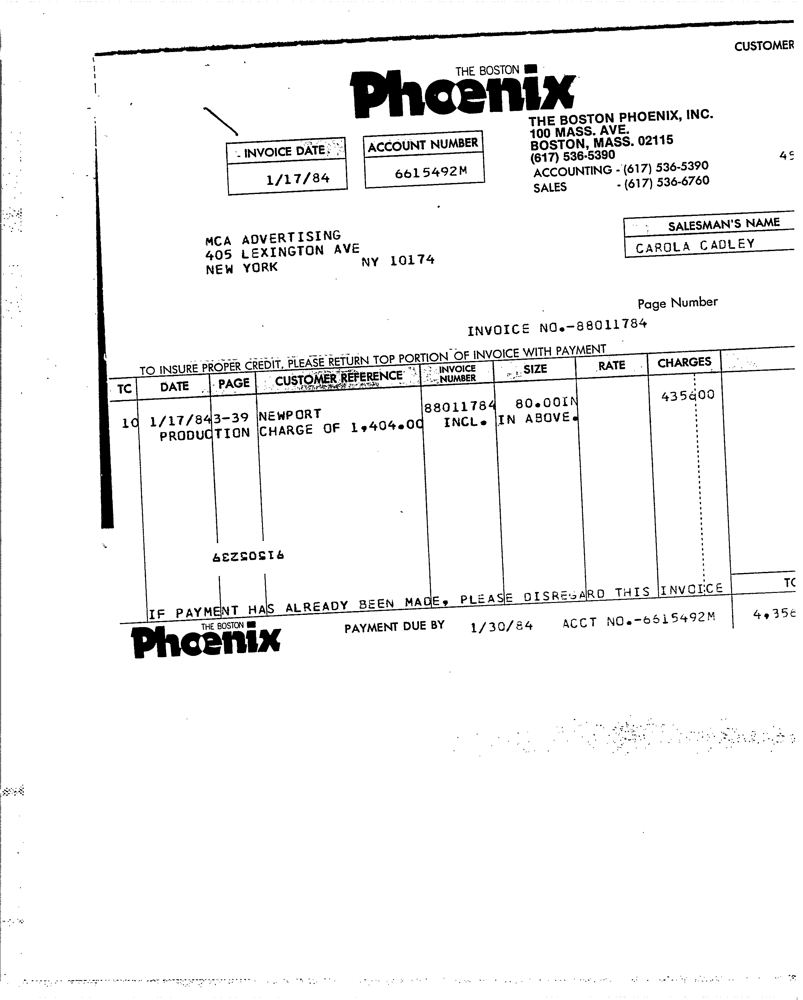 CUSTOMER
THE BOSTON
Phoenix
THE BOSTON PHOENIX, INC.
100 MASS. AVE.
BOSTON, MASS. 02115
(617) 536-5390
ACCOUNTING - (617) 536-5390
SALES - (617) 536-6760
INVOICE DATE
1/17/84
ACCOUNT NUMBER
6615492M
SALESMAN'S NAME
CAROLA CADLEY
MCA ADVERTISING
405 LEXINGTON AVE
NEW YORK NY 10174
Page Number
INVOICE NO.-88011784
TO INSURE PROPER CREDIT, PLEASE RETURN TOP PORTION OF INVOICE WITH PAYMENT
TC DATE PAGE CUSTOMER REFERENCE INVOICE NUMBER SIZE RATE CHARGES
10 1/17/84 3-39 NEWPORT 88011784 80.00IN 435600
PRODUCTION CHARGE OF 1,404.00 INCL. IN ABOVE.
91505239
IF PAYMENT HAS ALREADY BEEN MADE, PLEASE DISREGARD THIS INVOICE
THE BOSTON
Phoenix
PAYMENT DUE BY 1/30/84 ACCT NO.-6615492M 4,356